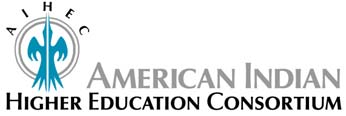 AIHEC
AMERICAN INDIAN
HIGHER EDUCATION CONSORTIUM